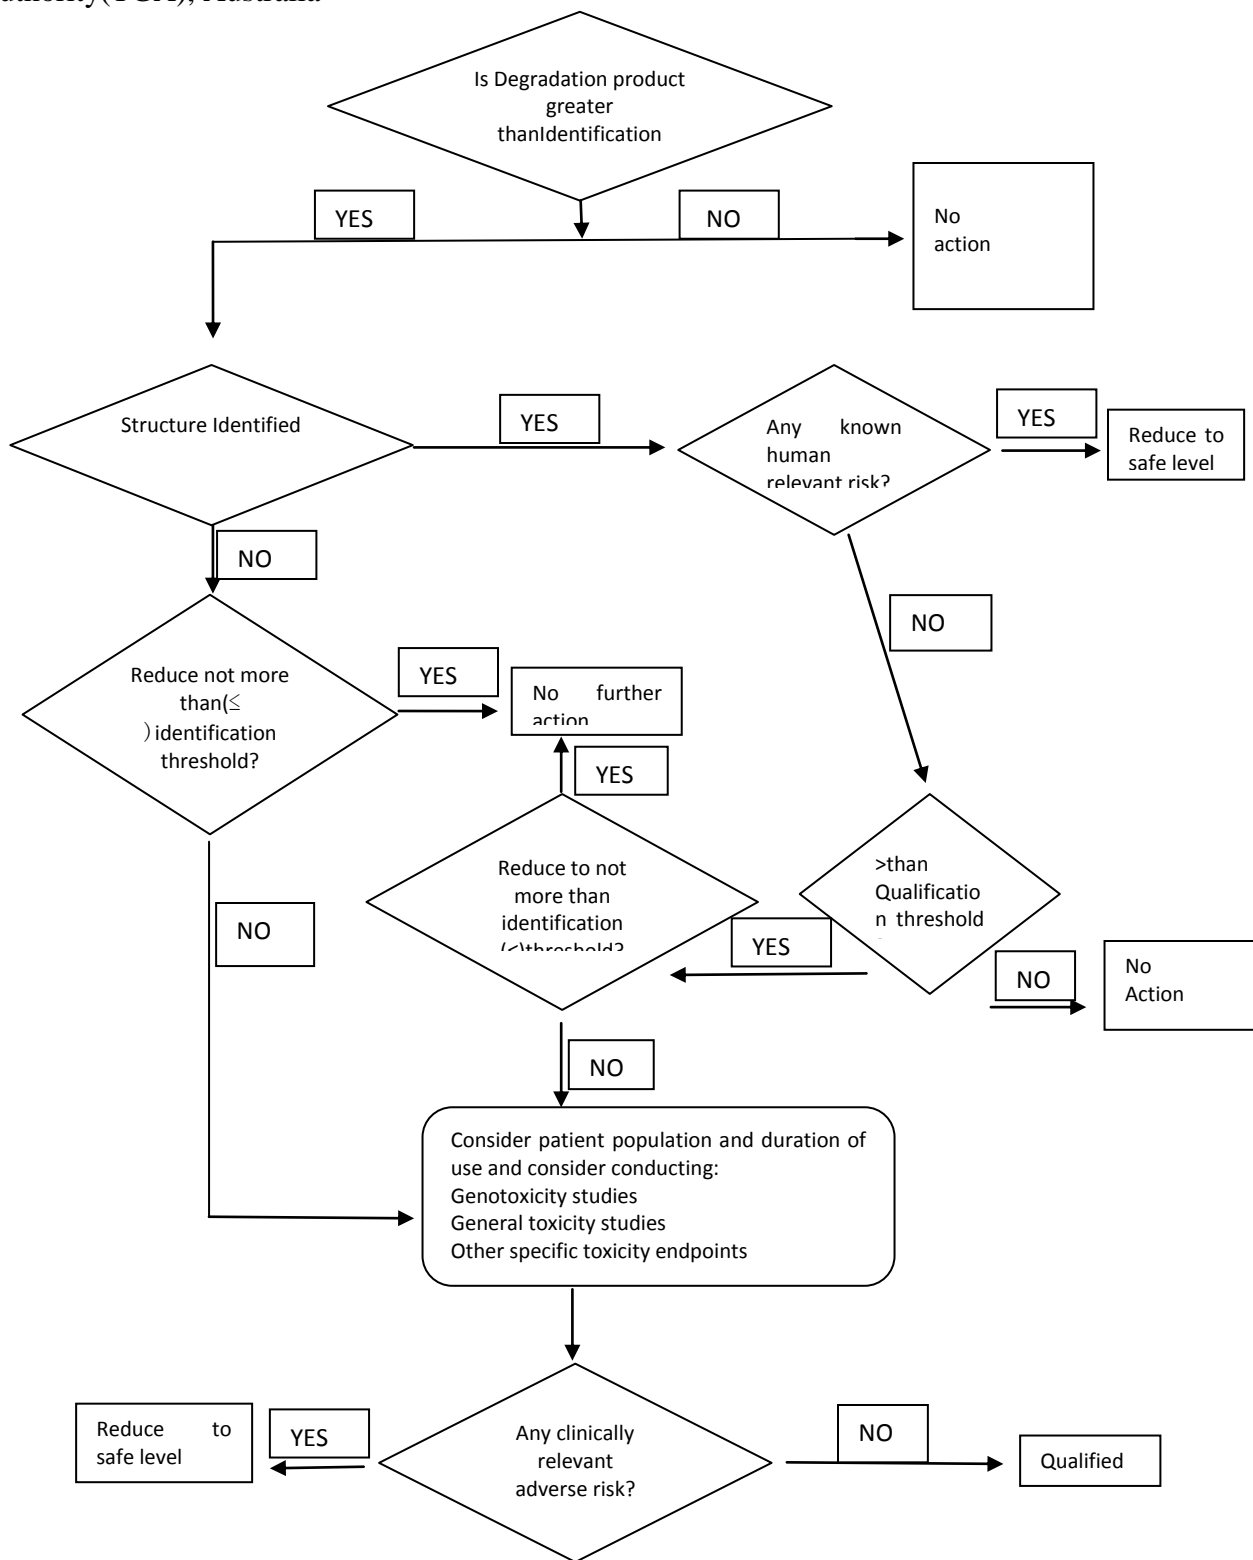 Is Degradation product
greater
thanIdentification
YES
NO
No
action
Structure Identified
YES
Any known
human
relevant risk?
YES
Reduce to
safe level
NO
NO
Reduce not more
than(≤
)identification
threshold?
YES
No further
action
YES
Reduce to not
more than
identification
>than
Qualificatio
n threshold
NO
YES
NO
No
Action
NO
Consider patient population and duration of
use and consider conducting:
Genotoxicity studies
General toxicity studies
Other specific toxicity endpoints
Reduce to
safe level
YES
Any clinically
relevant
adverse risk?
NO
Qualified